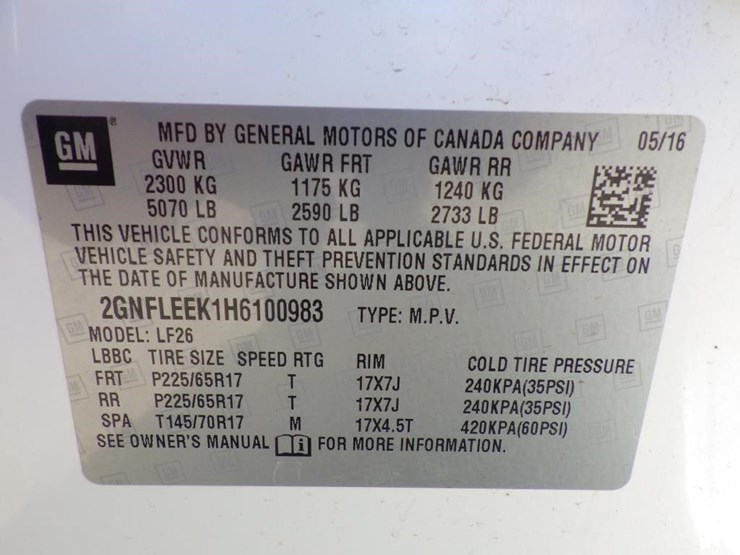 GM ® MFD BY GENERAL MOTORS OF CANADA COMPANY 05/16
GVWR GAWR FRT GAWR RR
2300 KG 1175 KG 1240 KG
5070 LB 2590 LB 2733 LB
THIS VEHICLE CONFORMS TO ALL APPLICABLE U.S. FEDERAL MOTOR
VEHICLE SAFETY AND THEFT PREVENTION STANDARDS IN EFFECT ON
THE DATE OF MANUFACTURE SHOWN ABOVE.
2GNFLEEK1H6100983 TYPE: M.P.V.
MODEL: LF26
LBBC TIRE SIZE SPEED RTG RIM COLD TIRE PRESSURE
FRT P225/65R17 T 17X7J 240KPA(35PSI)
RR P225/65R17 T 17X7J 240KPA(35PSI)
SPA T145/70R17 M 17X4.5T 420KPA(60PSI)
SEE OWNER'S MANUAL i FOR MORE INFORMATION.